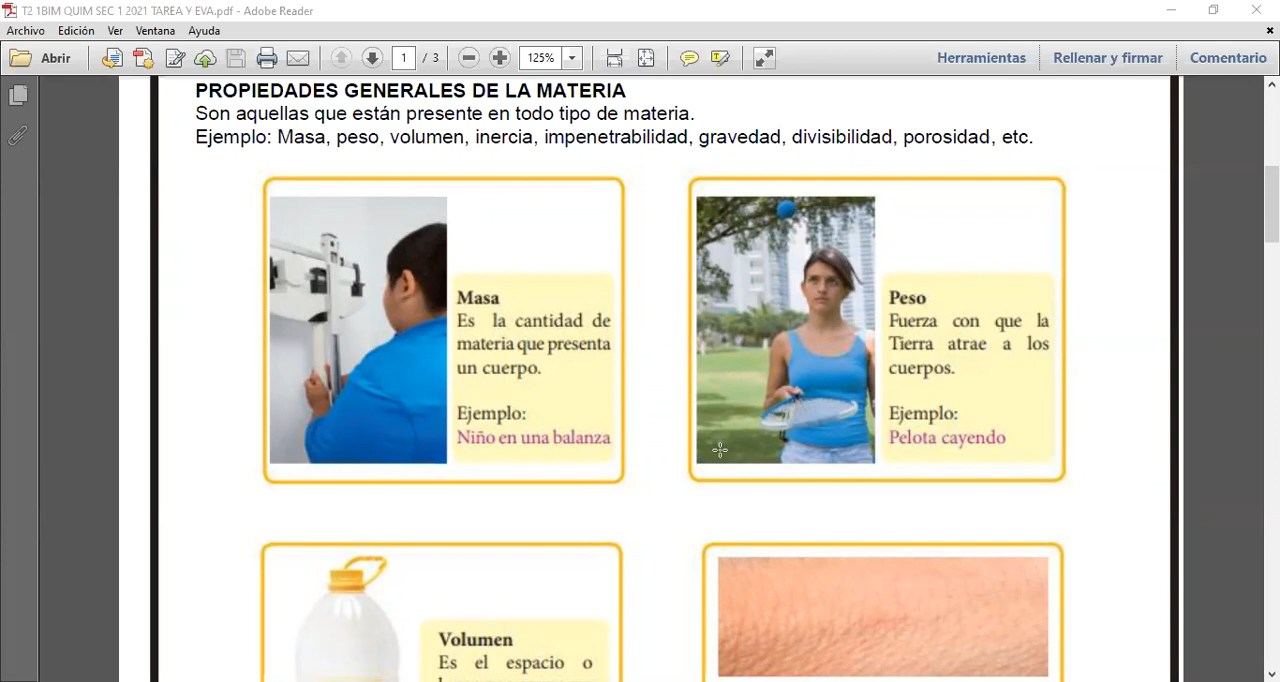 T2 1BIM QUIM SEC 1 2021 TAREA Y EVA.pdf - Adobe Reader
Archivo Edición Ver Ventana Ayuda
Abrir 1 / 3 125% Herramientas Rellenar y firmar Comentario
PROPIEDADES GENERALES DE LA MATERIA
Son aquellas que están presente en todo tipo de materia.
Ejemplo: Masa, peso, volumen, inercia, impenetrabilidad, gravedad, divisibilidad, porosidad, etc.
Masa
Es la cantidad de
materia que presenta
un cuerpo.
Ejemplo:
Niño en una balanza
Peso
Fuerza con que la
Tierra atrae a los
cuerpos.
Ejemplo:
Pelota cayendo
Volumen
Es el espacio o